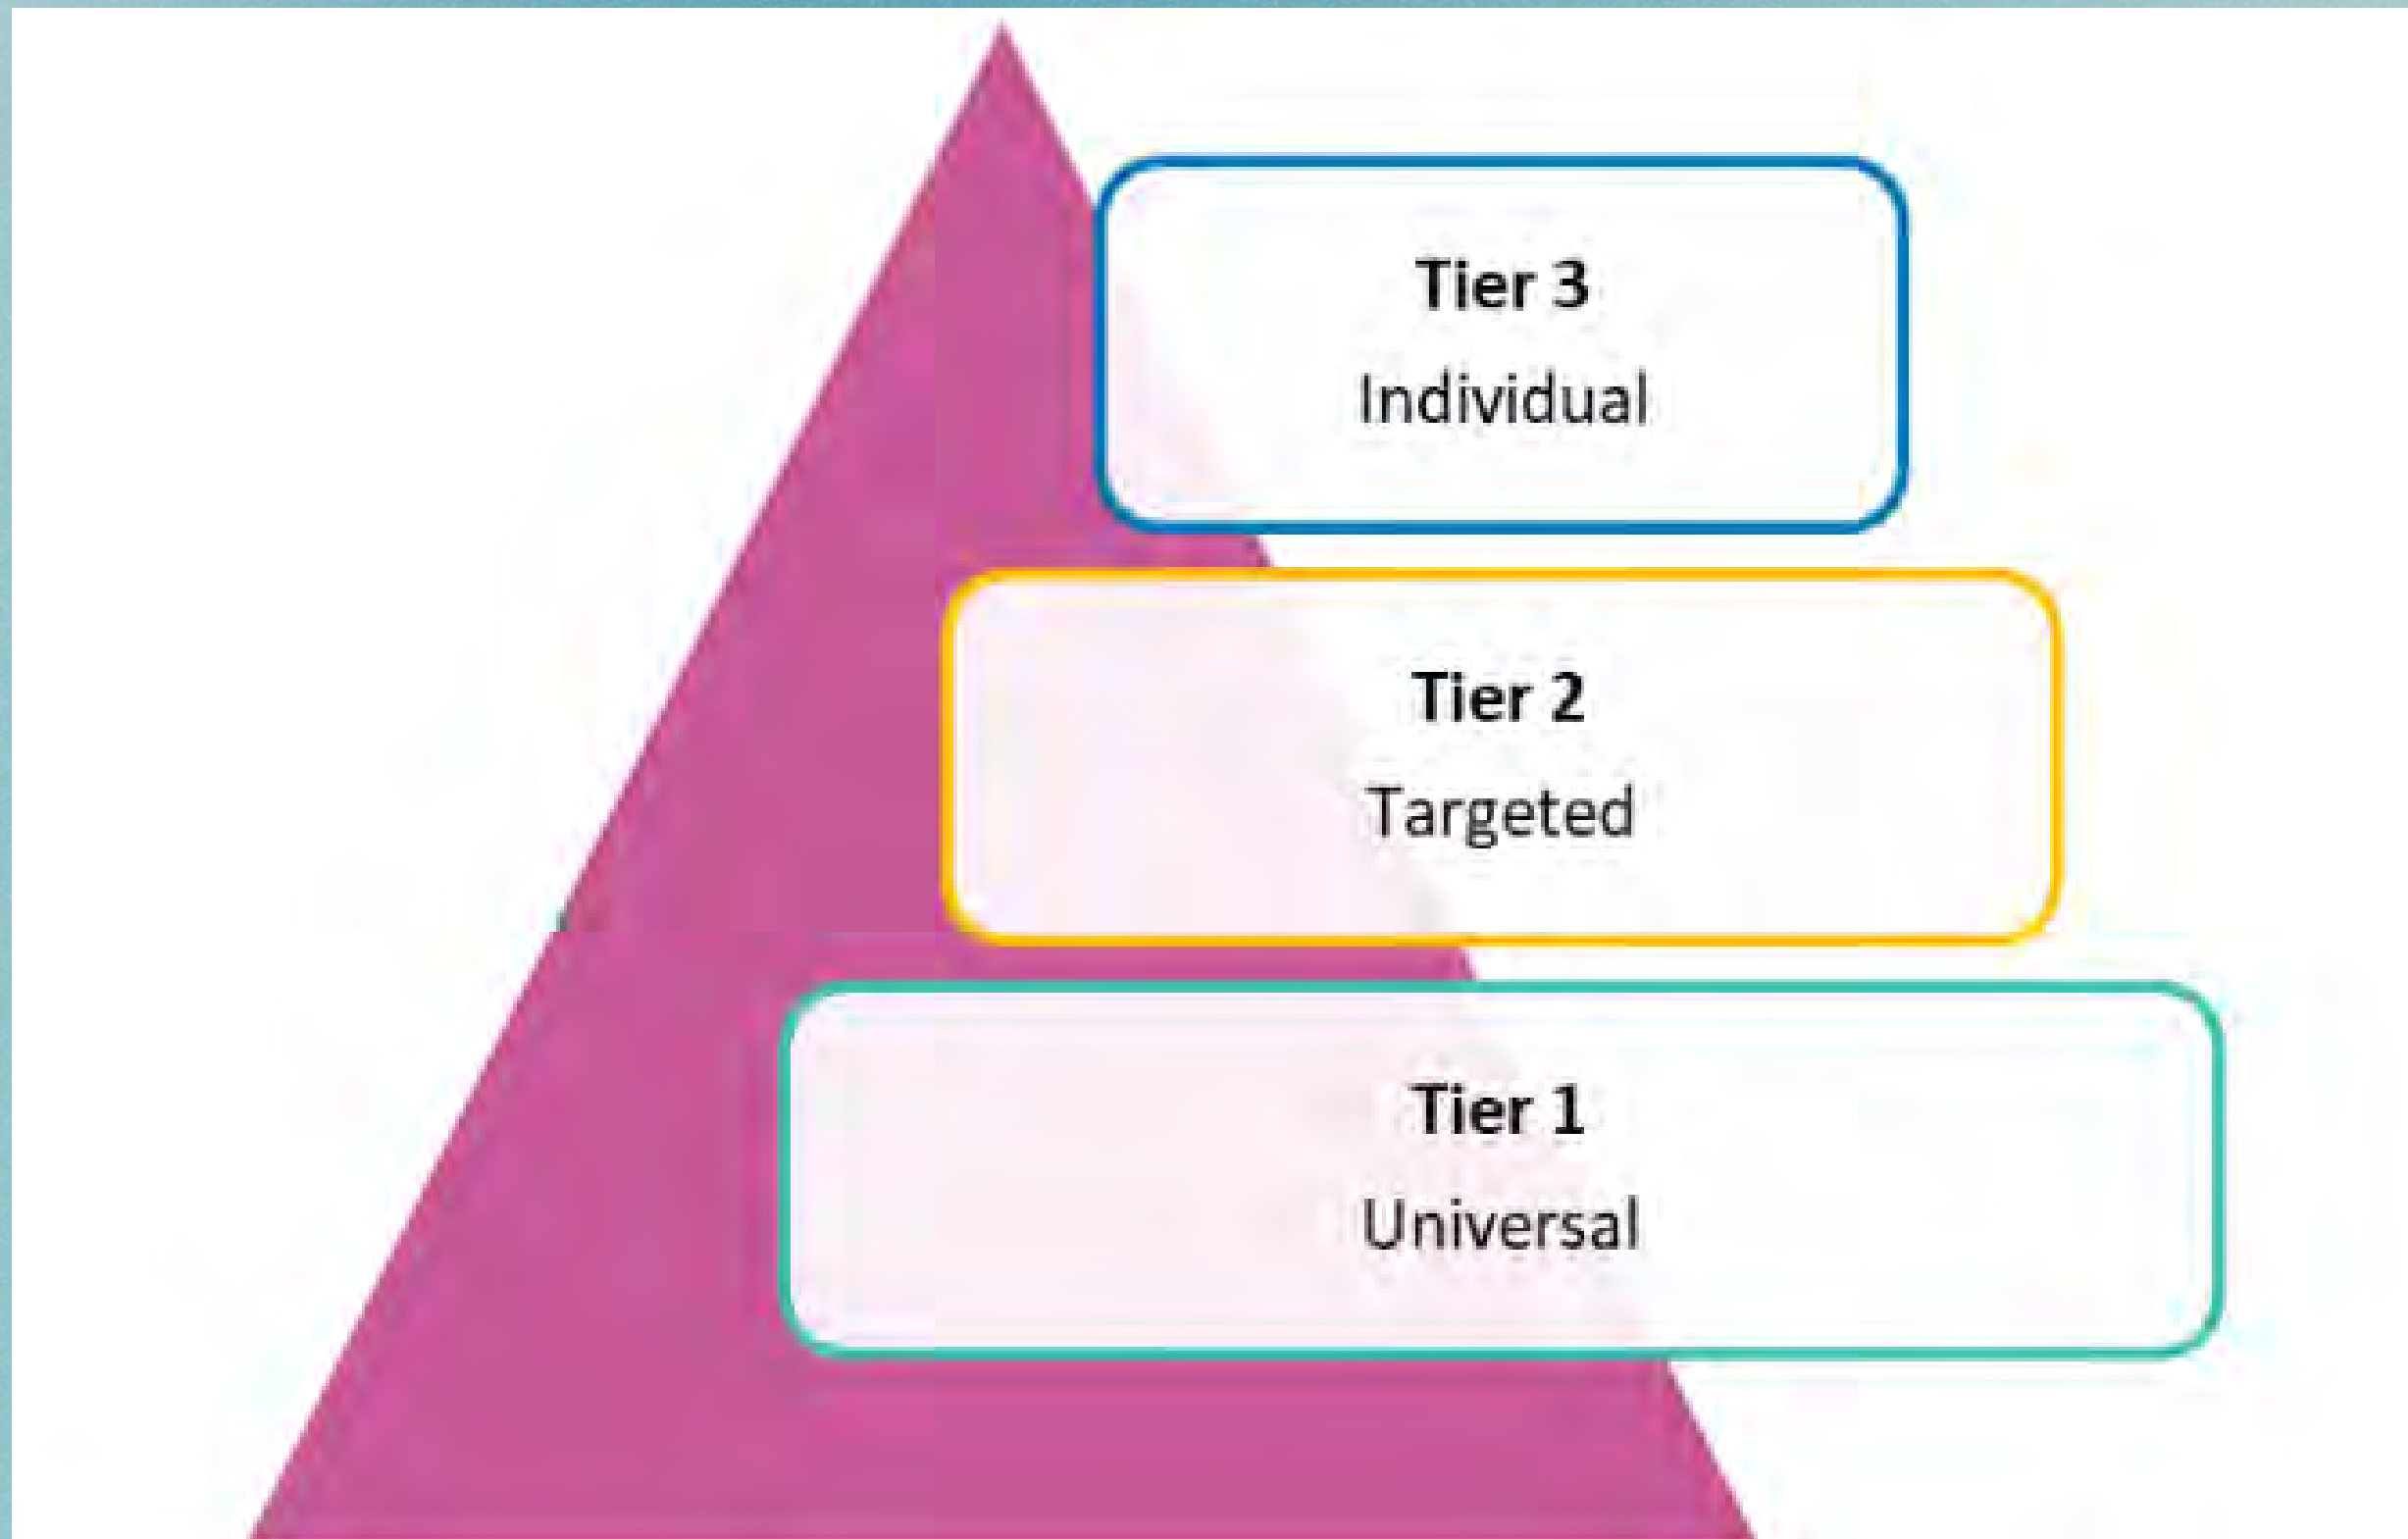 Tier 3
Individual
Tier 2
Targeted
Tier 1
Universal